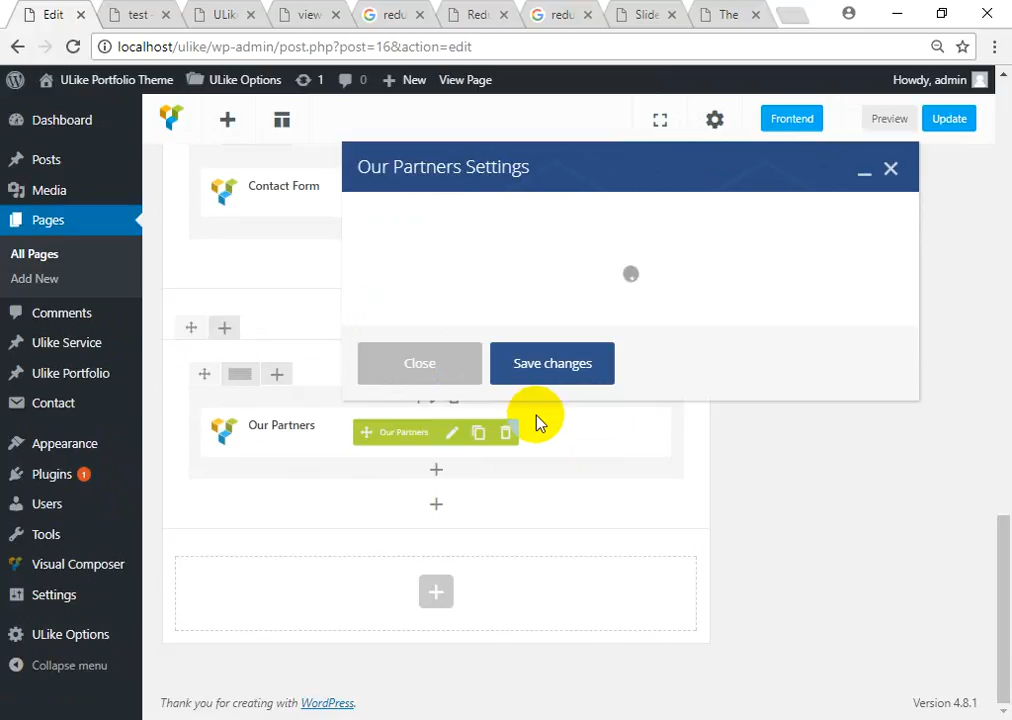 Edit
test
ULik
view
redu
Redu
redu
Slide
The
localhost/ulike/wp-admin/post.php?post=16&action=edit
ULike Portfolio Theme
ULike Options
1
0
New
View Page
Howdy, admin
Dashboard
Posts
Media
Pages
All Pages
Add New
Comments
Ulike Service
Ulike Portfolio
Contact
Appearance
Plugins 1
Users
Tools
Visual Composer
Settings
ULike Options
Collapse menu
Frontend
Preview
Update
Contact Form
Our Partners Settings
Close
Save changes
Our Partners
Our Partners
Thank you for creating with WordPress.
Version 4.8.1